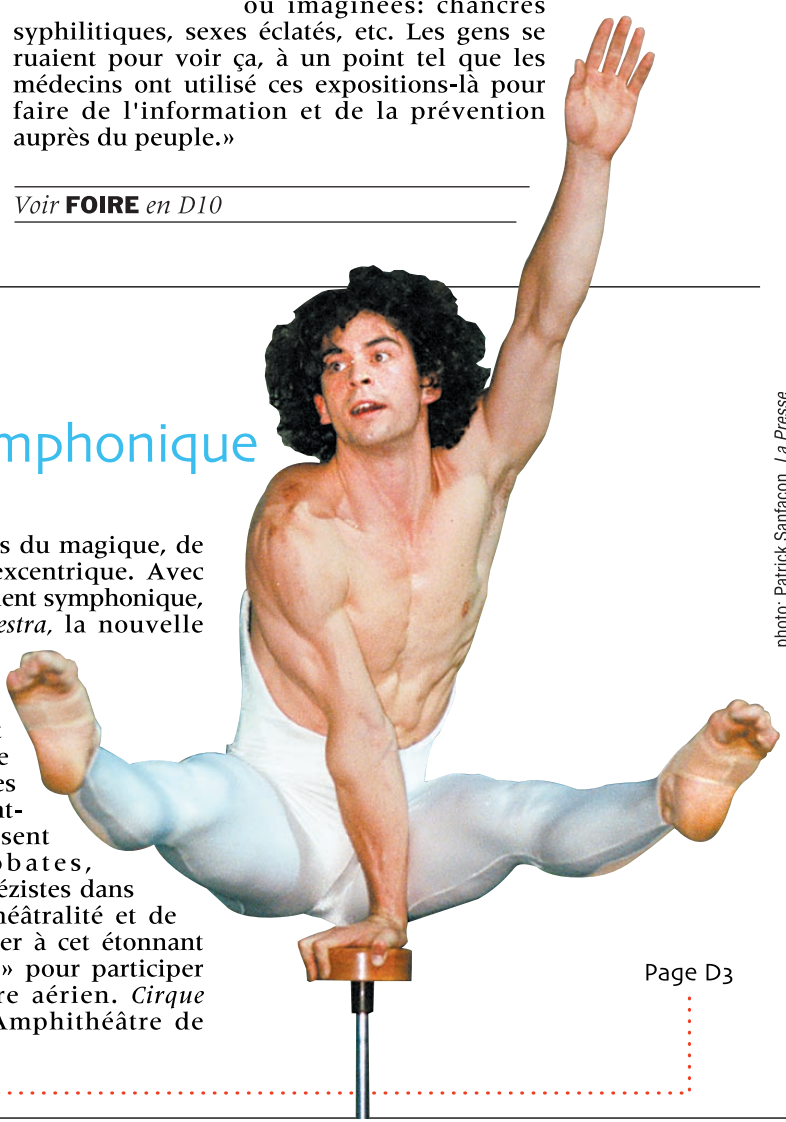 ou imaginées: chancres
syphilitiques, sexes éclatés, etc. Les gens se
ruaient pour voir ça, à un point tel que les
médecins ont utilisé ces expositions-là pour
faire de l'information et de la prévention
auprès du peuple.»
Voir FOIRE en D10
mphonique
s du magique, de
excentrique. Avec
ent symphonique,
estra, la nouvelle
e
es
nt-
sent
obates,
ézistes dans
éâtralité et de
er à cet étonnant
» pour participer
re aérien. Cirque
Amphithéâtre de
Page D3
photo: Patrick Sanfaçon, La Presse